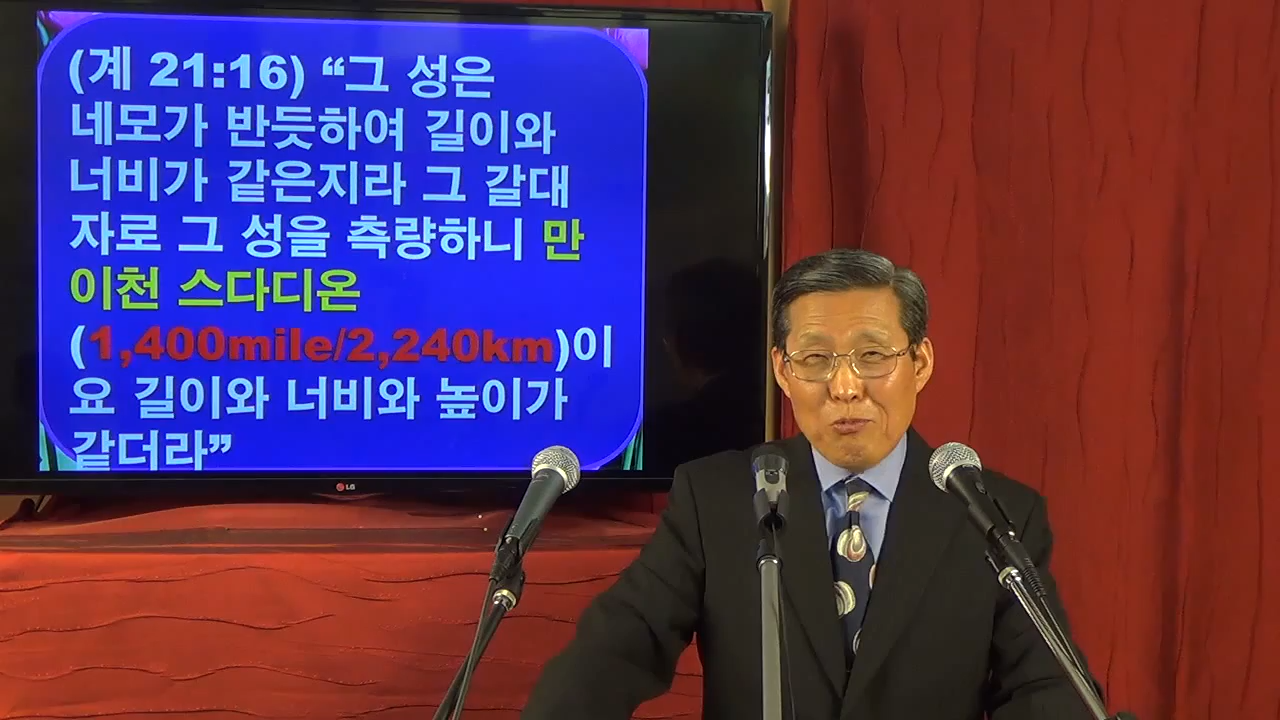 (계 21:16) “그 성은
네모가 반듯하여 길이와
너비가 같은지라 그 갈대
자로 그 성을 측량하니 만
이천 스다디온
(1,400mile/2,240km)이
요 길이와 너비와 높이가
같더라”
LG